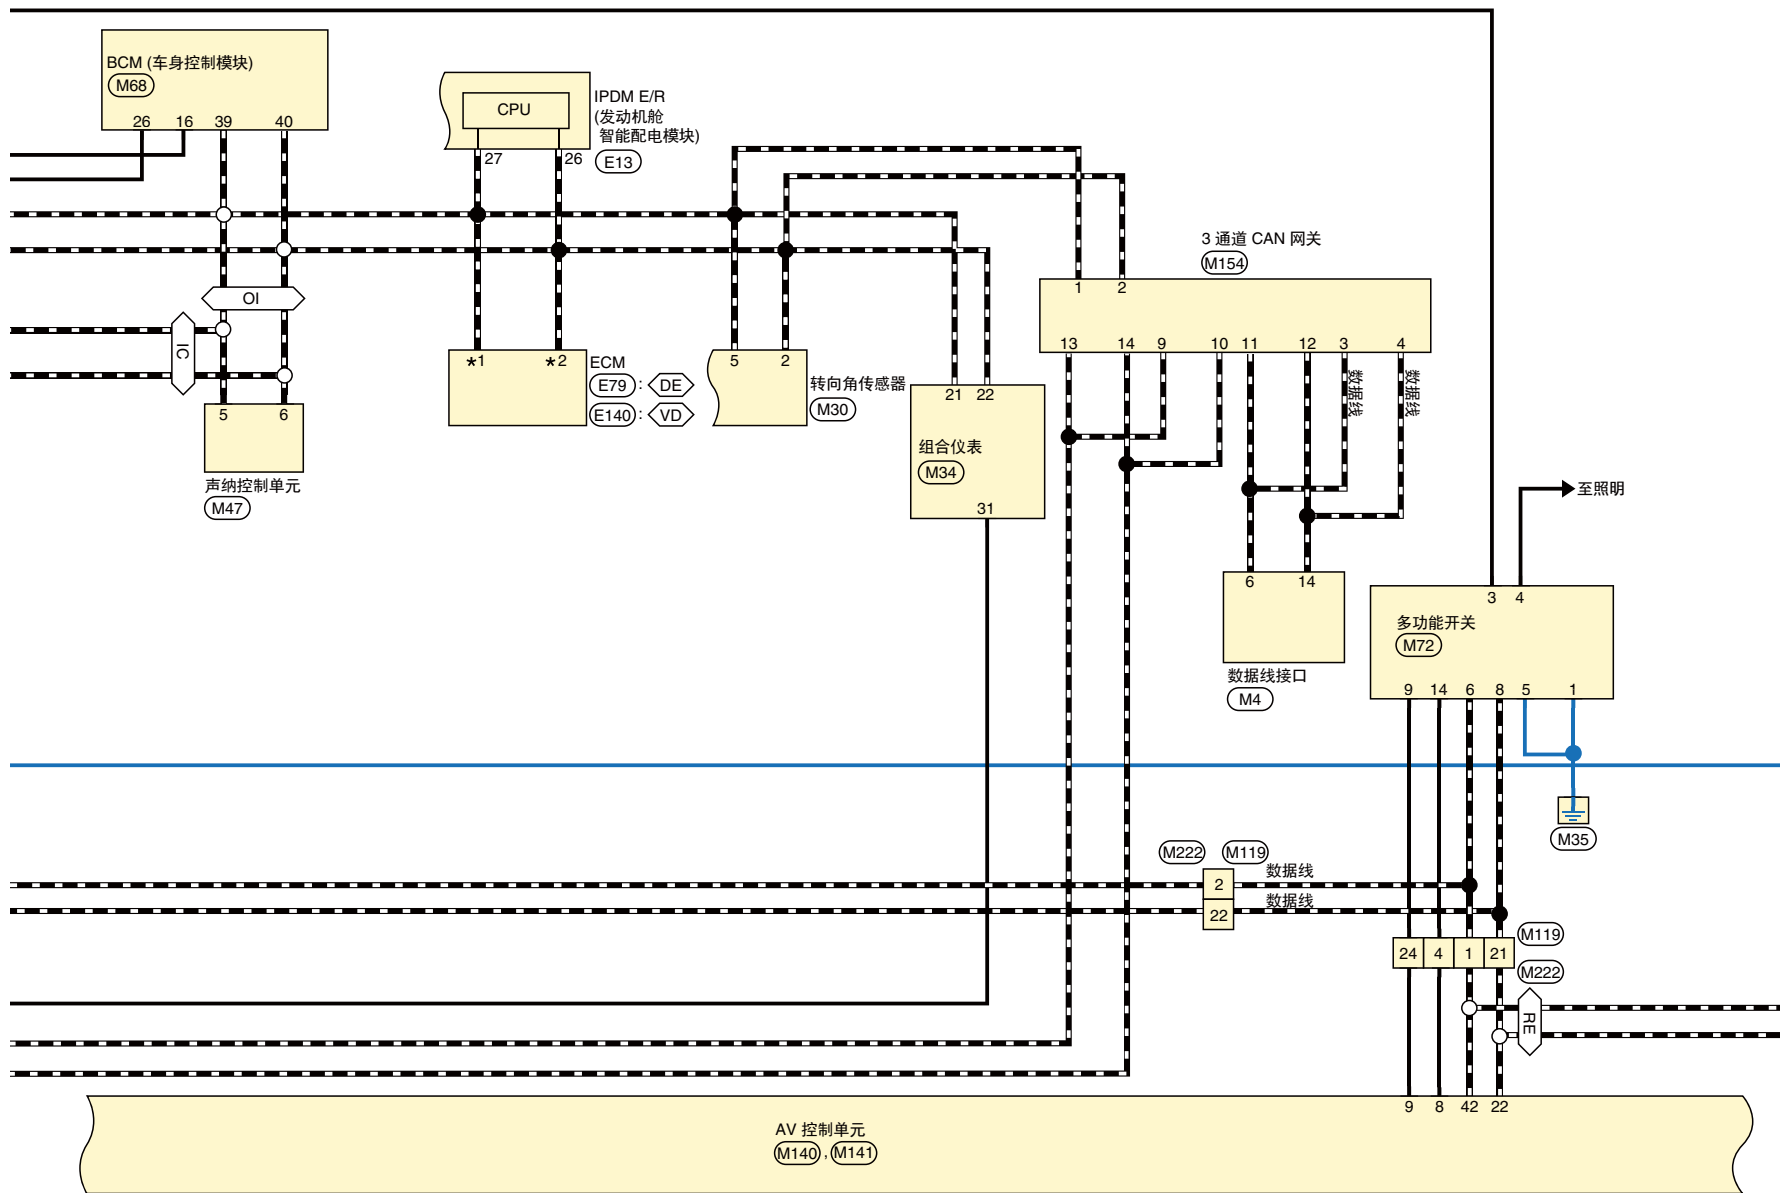 BCM (车身控制模块)
M68
26 16 39 40
CPU
IPDM E/R
(发动机舱
智能配电模块)
E13
27 26
3 通道 CAN 网关
M154
1 2
13 14 9 10 11 12 3 4
数据线 数据线
OI
IC
5 6
声纳控制单元
M47
*1 *2
ECM
E79 : DE
E140 : VD
5 2
转向角传感器
M30
21 22
组合仪表
M34
31
至照明
6 14
数据线接口
M4
3 4
多功能开关
M72
9 14 6 8 5 1
M35
M222 M119
2 数据线
22 数据线
24 4 1 21
M119
M222
RE
9 8 42 22
AV 控制单元
M140 , M141